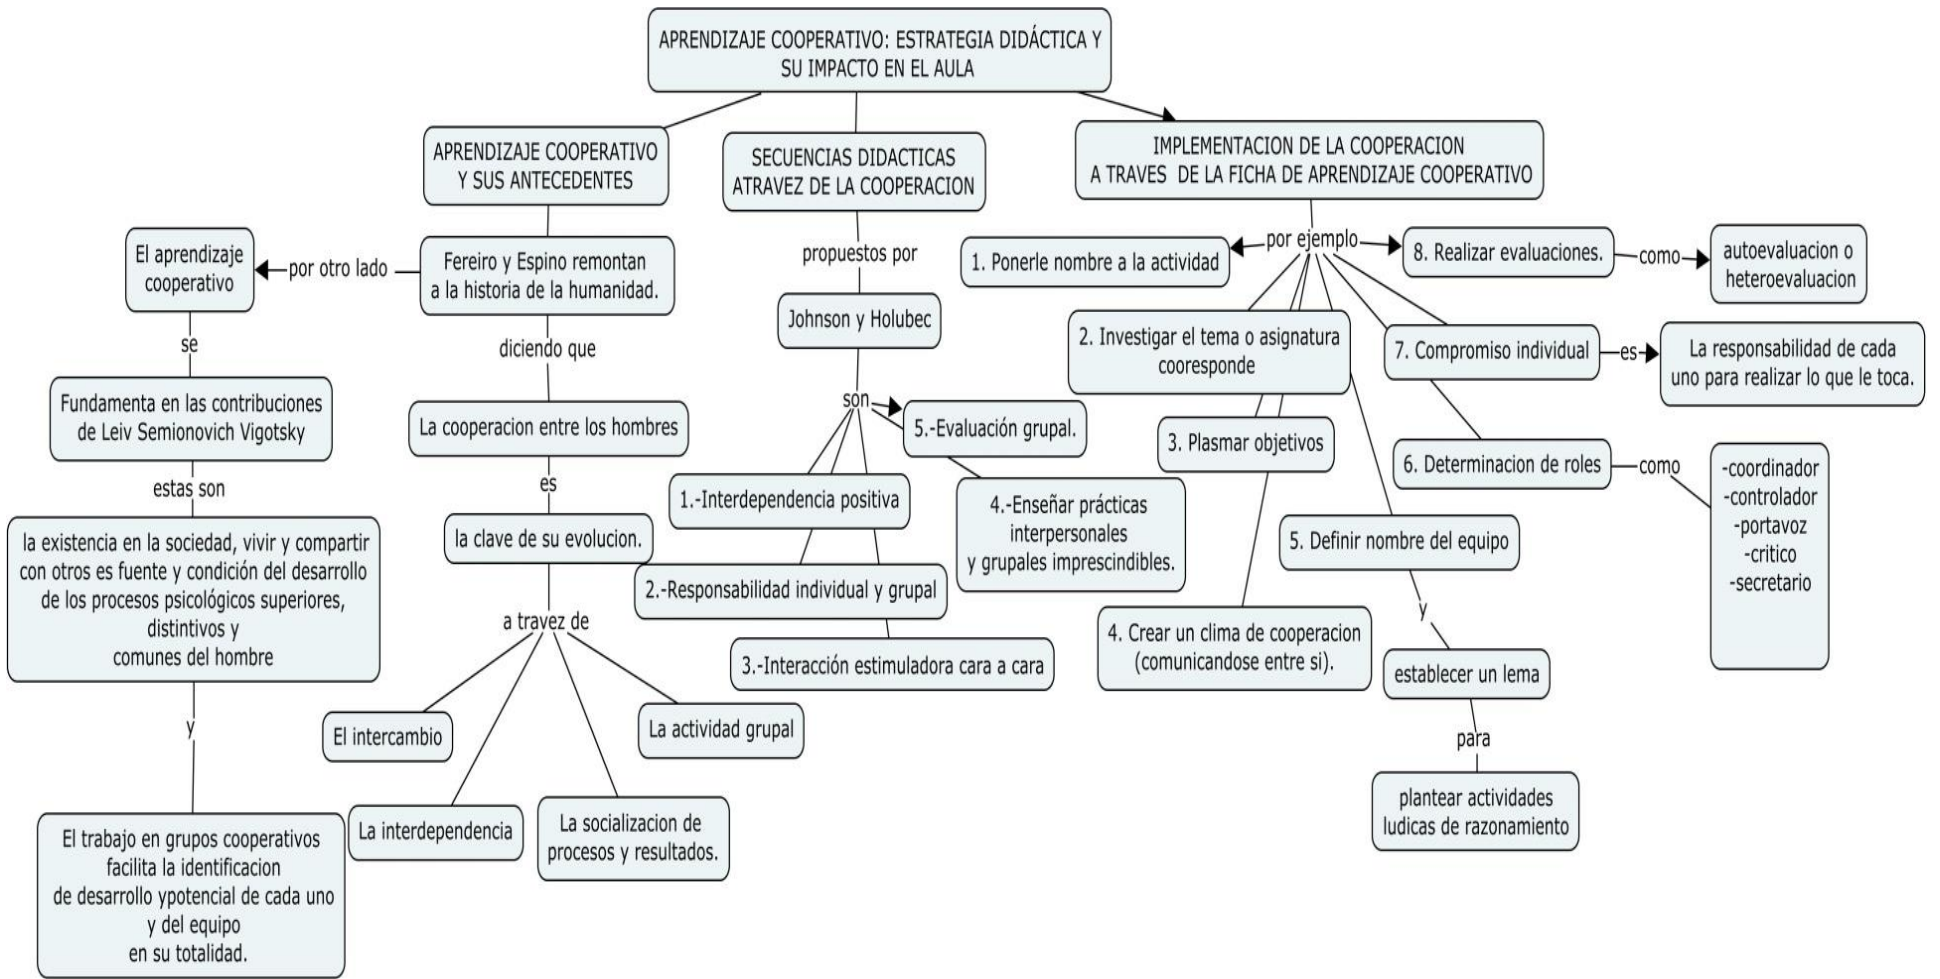 APRENDIZAJE COOPERATIVO: ESTRATEGIA DIDÁCTICA Y
SU IMPACTO EN EL AULA
APRENDIZAJE COOPERATIVO
Y SUS ANTECEDENTES
Fereiro y Espino remontan
a la historia de la humanidad.
por otro lado
El aprendizaje
cooperativo
se
Fundamenta en las contribuciones
de Leiv Semionovich Vigotsky
estas son
la existencia en la sociedad, vivir y compartir
con otros es fuente y condición del desarrollo
de los procesos psicológicos superiores,
distintivos y
comunes del hombre
y
El trabajo en grupos cooperativos
facilita la identificacion
de desarrollo ypotencial de cada uno
y del equipo
en su totalidad.
diciendo que
La cooperacion entre los hombres
es
la clave de su evolucion.
a travez de
El intercambio
La interdependencia
La socializacion de
procesos y resultados.
La actividad grupal
SECUENCIAS DIDACTICAS
ATRAVEZ DE LA COOPERACION
propuestos por
Johnson y Holubec
son
1.-Interdependencia positiva
2.-Responsabilidad individual y grupal
3.-Interacción estimuladora cara a cara
4.-Enseñar prácticas
interpersonales
y grupales imprescindibles.
5.-Evaluación grupal.
IMPLEMENTACION DE LA COOPERACION
A TRAVES DE LA FICHA DE APRENDIZAJE COOPERATIVO
por ejemplo
1. Ponerle nombre a la actividad
2. Investigar el tema o asignatura
cooresponde
3. Plasmar objetivos
4. Crear un clima de cooperacion
(comunicandose entre si).
5. Definir nombre del equipo
y
establecer un lema
para
plantear actividades
ludicas de razonamiento
6. Determinacion de roles
como
-coordinador
-controlador
-portavoz
-critico
-secretario
7. Compromiso individual
es
La responsabilidad de cada
uno para realizar lo que le toca.
8. Realizar evaluaciones.
como
autoevaluacion o
heteroevaluacion